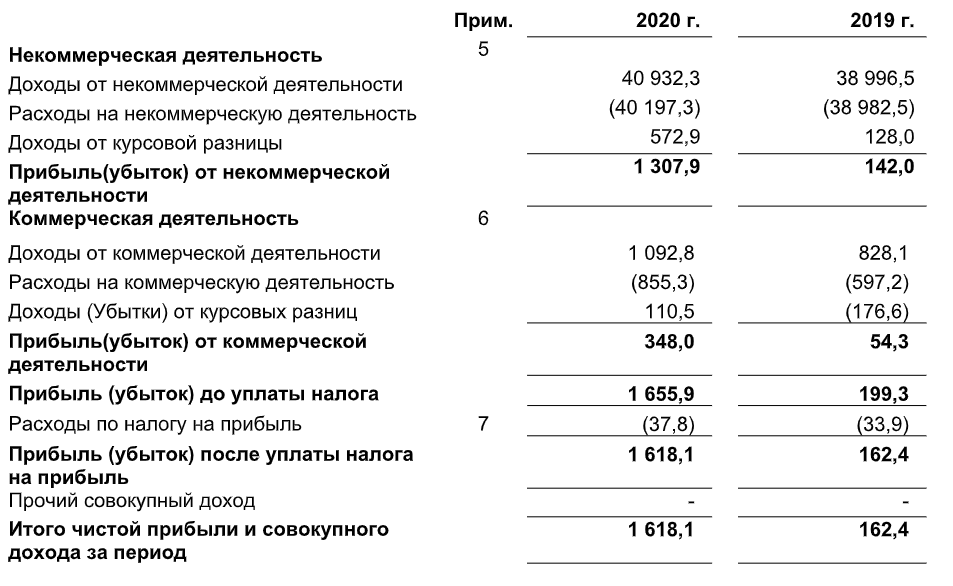 Прим. 2020 г. 2019 г.
Некоммерческая деятельность 5
Доходы от некоммерческой деятельности 40 932,3 38 996,5
Расходы на некоммерческую деятельность (40 197,3) (38 982,5)
Доходы от курсовой разницы 572,9 128,0
Прибыль(убыток) от некоммерческой 1 307,9 142,0
деятельности
Коммерческая деятельность 6
Доходы от коммерческой деятельности 1 092,8 828,1
Расходы на коммерческую деятельность (855,3) (597,2)
Доходы (Убытки) от курсовых разниц 110,5 (176,6)
Прибыль(убыток) от коммерческой 348,0 54,3
деятельности
Прибыль (убыток) до уплаты налога 1 655,9 199,3
Расходы по налогу на прибыль 7 (37,8) (33,9)
Прибыль (убыток) после уплаты налога 1 618,1 162,4
на прибыль
Прочий совокупный доход - -
Итого чистой прибыли и совокупного 1 618,1 162,4
дохода за период